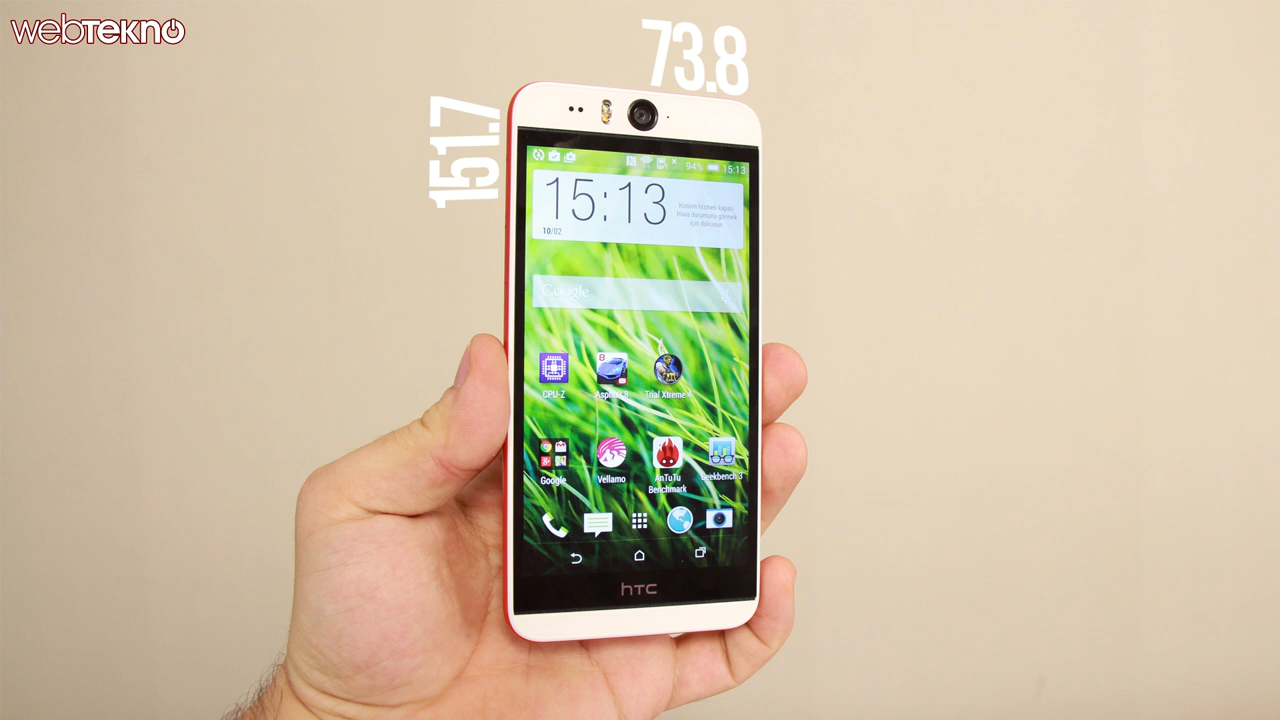 webTEKNO
73.8
151.7
94% 15:13
15:13
Konum hizmeti kapalı.
Hava durumunu görmek
için dokunun
10/02
Google
CPU-Z
Asphalt 8
Trial Xtreme 4
Google
Vellamo
AnTuTu
Benchmark
Geekbench 3
hTC